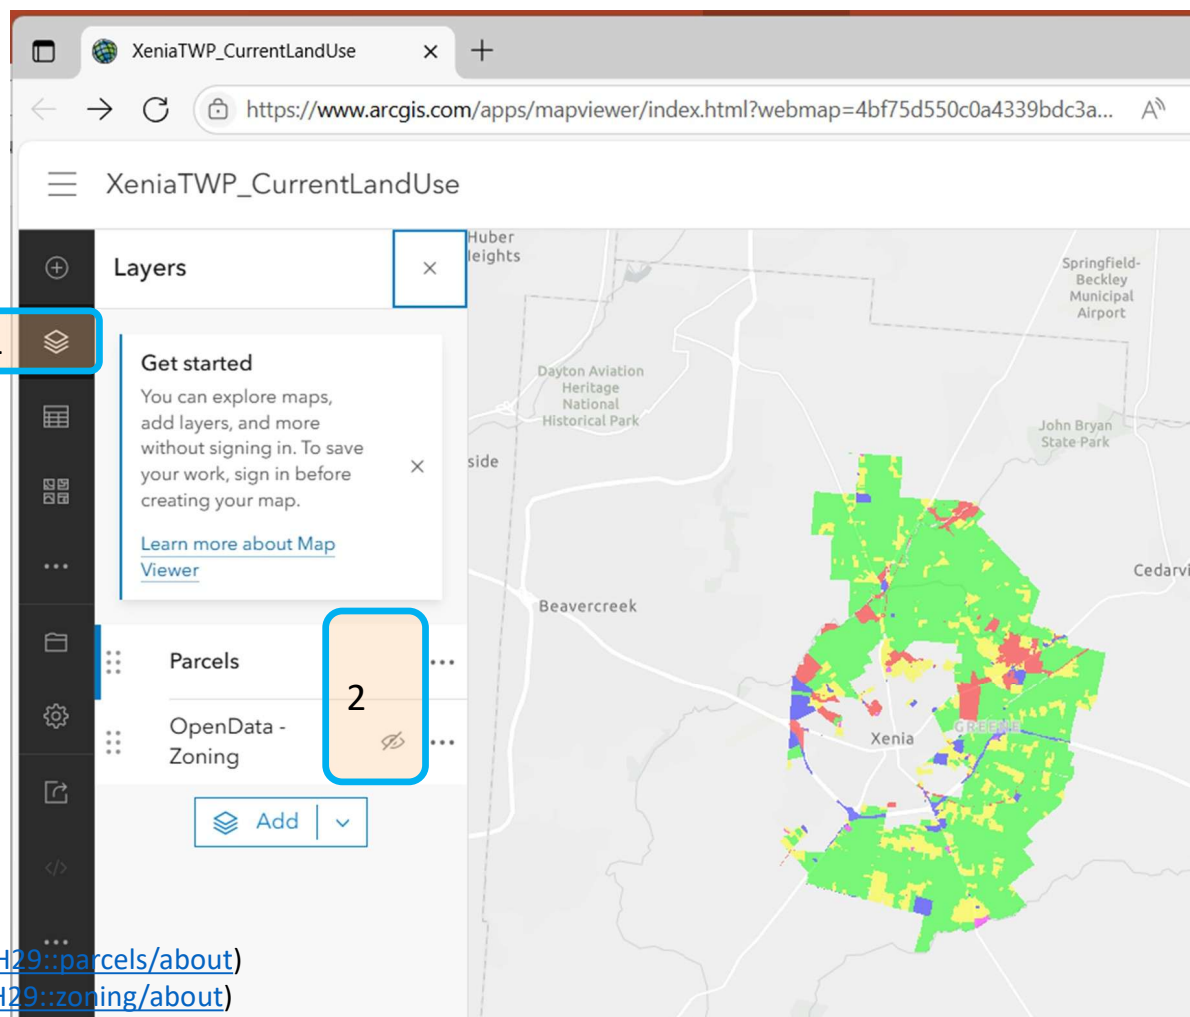 XeniaTWP_CurrentLandUse
https://www.arcgis.com/apps/mapviewer/index.html?webmap=4bf75d550c0a4339bdc3a...
XeniaTWP_CurrentLandUse
Layers
Get started
You can explore maps,
add layers, and more
without signing in. To save
your work, sign in before
creating your map.
Learn more about Map
Viewer
Parcels
2
OpenData -
Zoning
Add
H29::parcels/about)
H29::zoning/about)
Huber
Heights
Springfield-
Beckley
Municipal
Airport
Dayton Aviation
Heritage
National
Historical Park
John Bryan
State Park
side
Cedarvi
Beavercreek
Xenia
GREENE